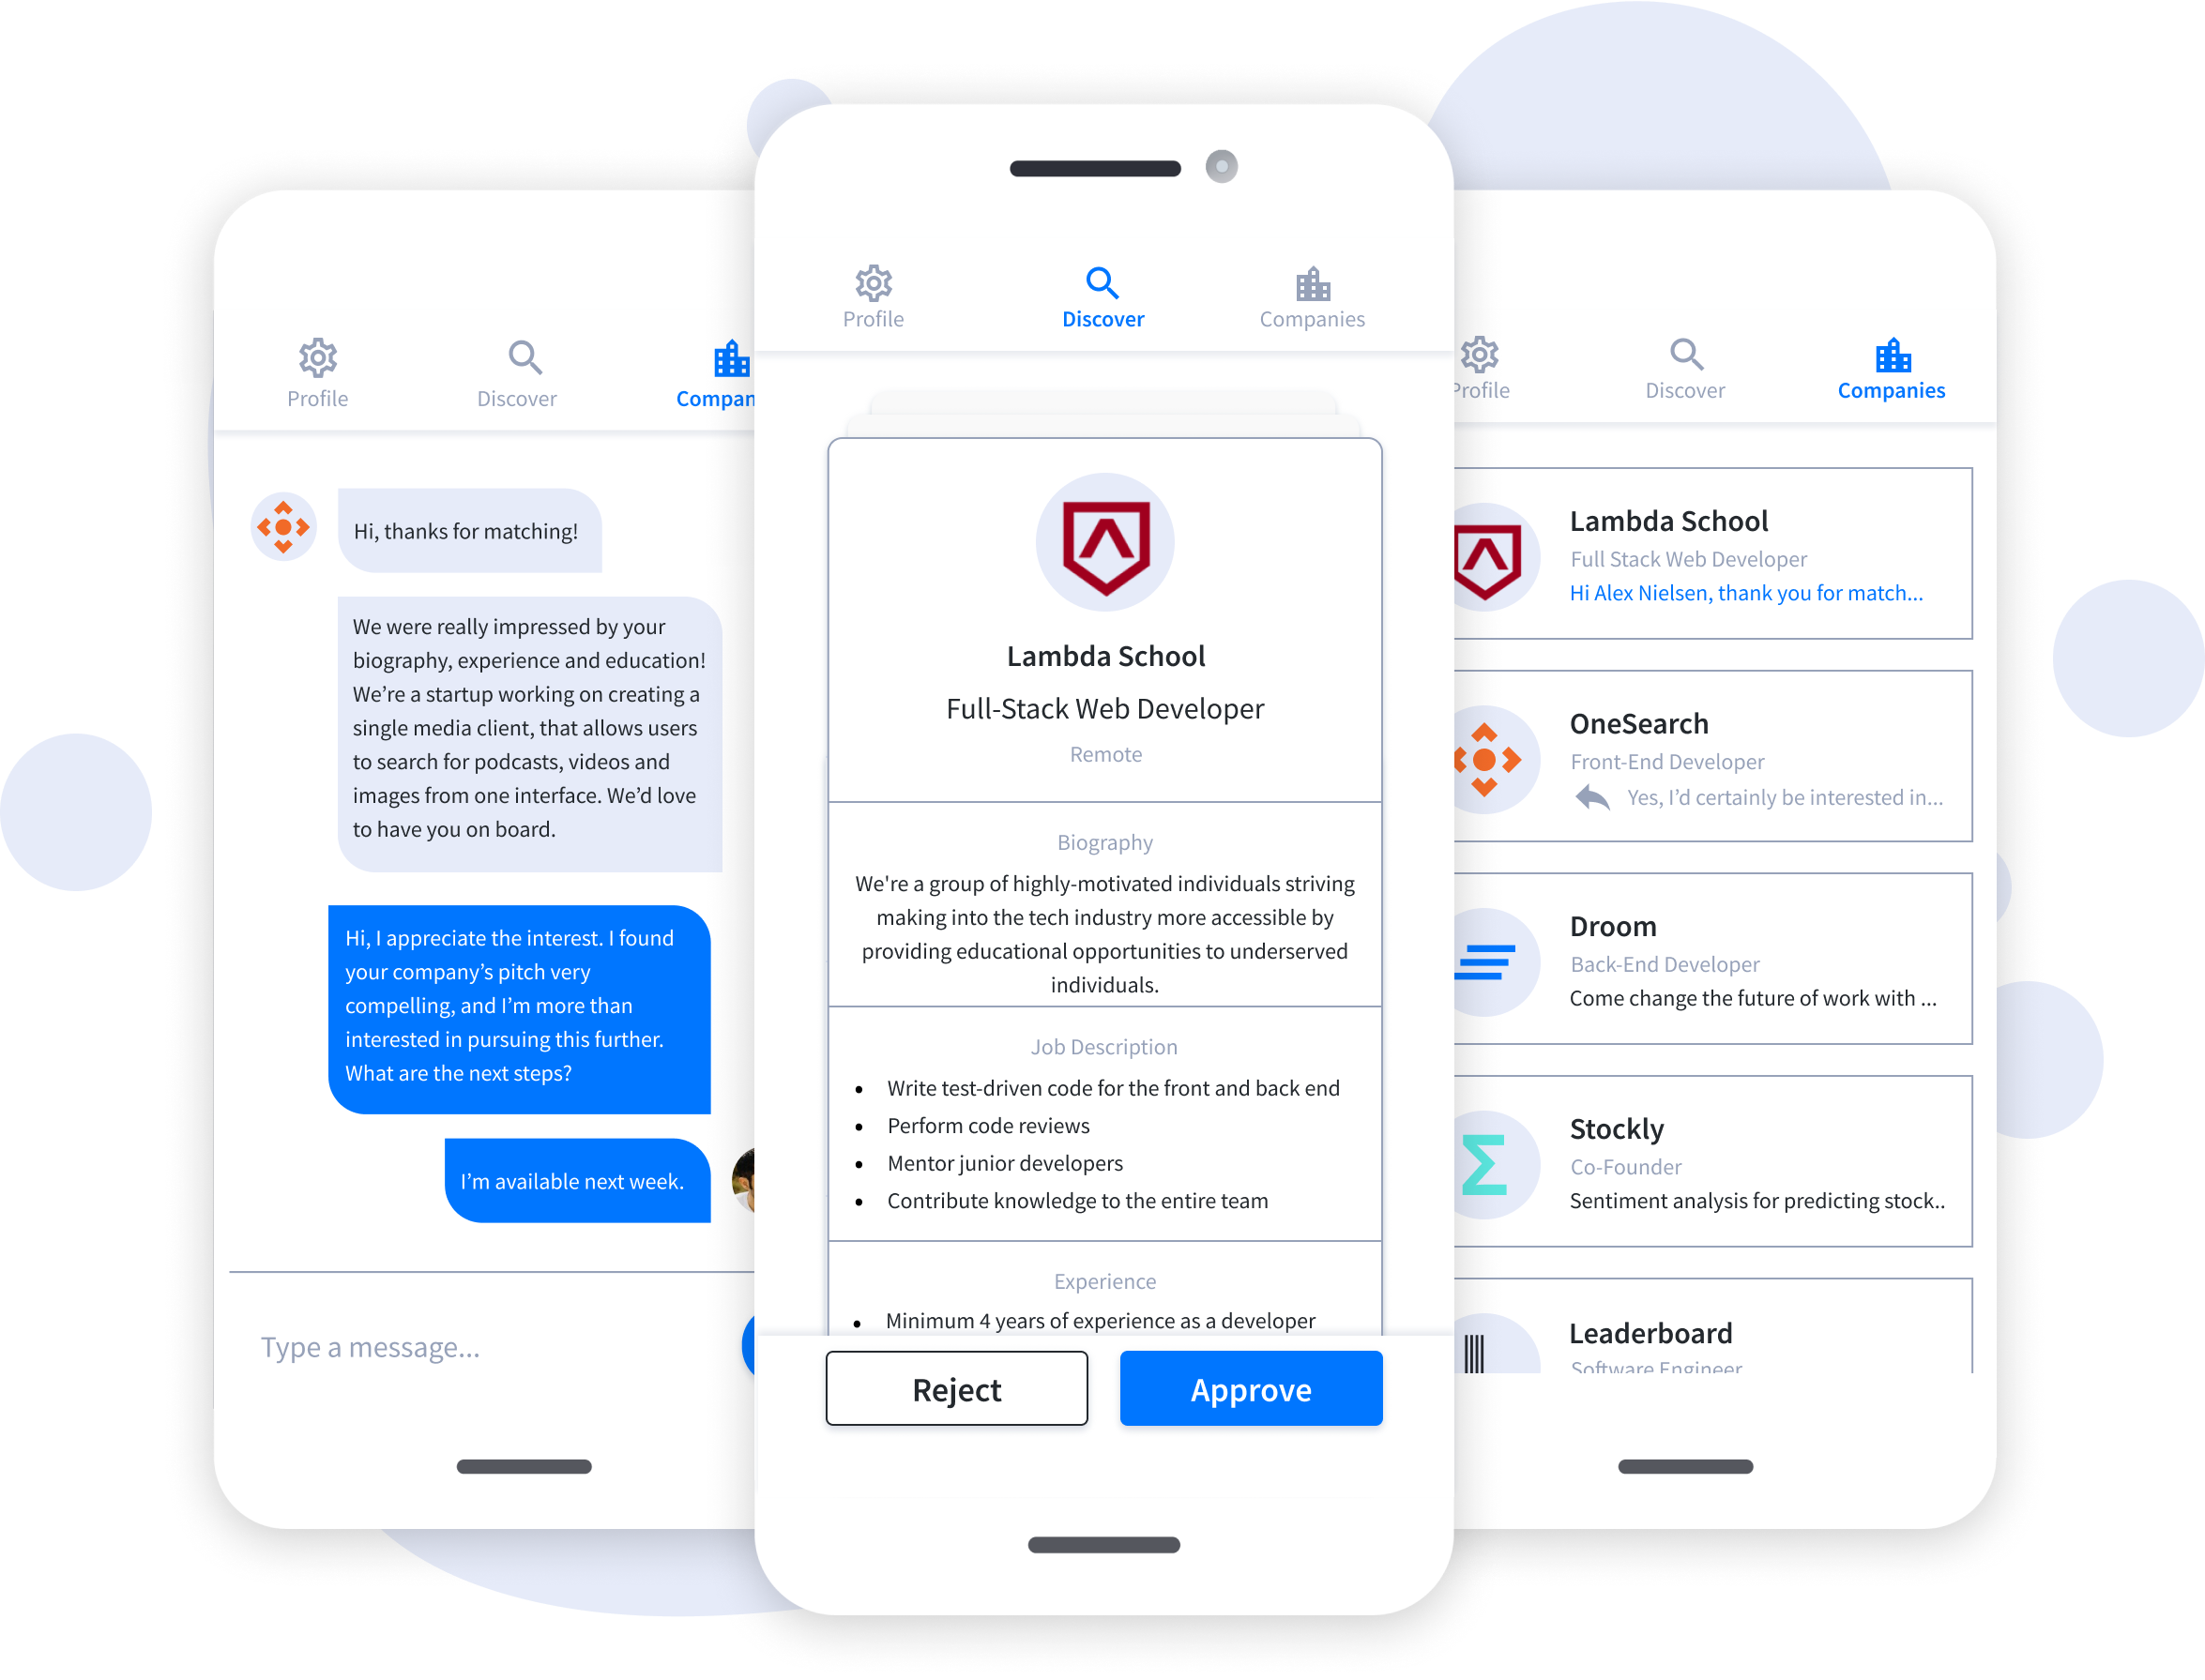 Profile
Discover
Compan
Hi, thanks for matching!
We were really impressed by your
biography, experience and education!
We’re a startup working on creating a
single media client, that allows users
to search for podcasts, videos and
images from one interface. We’d love
to have you on board.
Hi, I appreciate the interest. I found
your company’s pitch very
compelling, and I’m more than
interested in pursuing this further.
What are the next steps?
I’m available next week.
Type a message...
Profile
Discover
Companies
Lambda School
Full-Stack Web Developer
Remote
Biography
We're a group of highly-motivated individuals striving
making into the tech industry more accessible by
providing educational opportunities to underserved
individuals.
Job Description
• Write test-driven code for the front and back end
• Perform code reviews
• Mentor junior developers
• Contribute knowledge to the entire team
Experience
• Minimum 4 years of experience as a developer
Reject
Approve
Profile
Discover
Companies
Lambda School
Full Stack Web Developer
Hi Alex Nielsen, thank you for match...
OneSearch
Front-End Developer
Yes, I’d certainly be interested in...
Droom
Back-End Developer
Come change the future of work with ...
Stockly
Co-Founder
Sentiment analysis for predicting stock..
Leaderboard
Software Engineer